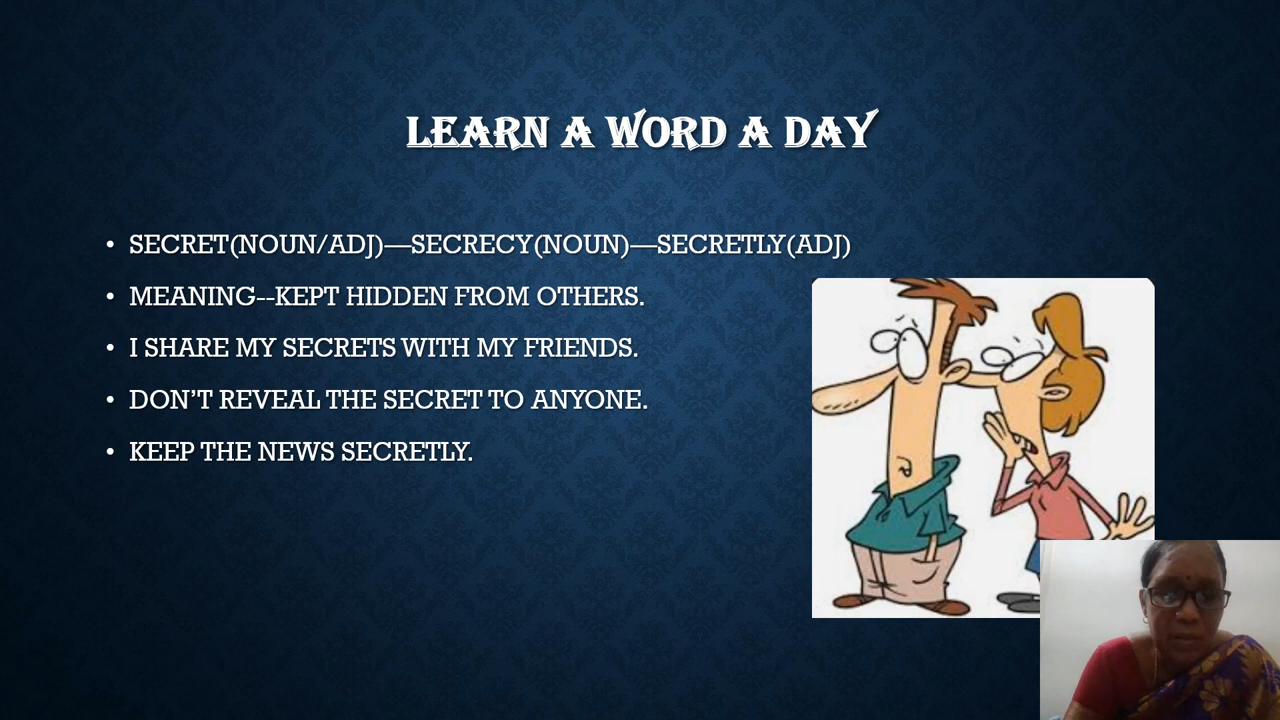 LEARN A WORD A DAY
• SECRET(NOUN/ADJ)—SECRECY(NOUN)—SECRETLY(ADJ)
• MEANING--KEPT HIDDEN FROM OTHERS.
• I SHARE MY SECRETS WITH MY FRIENDS.
• DON’T REVEAL THE SECRET TO ANYONE.
• KEEP THE NEWS SECRETLY.